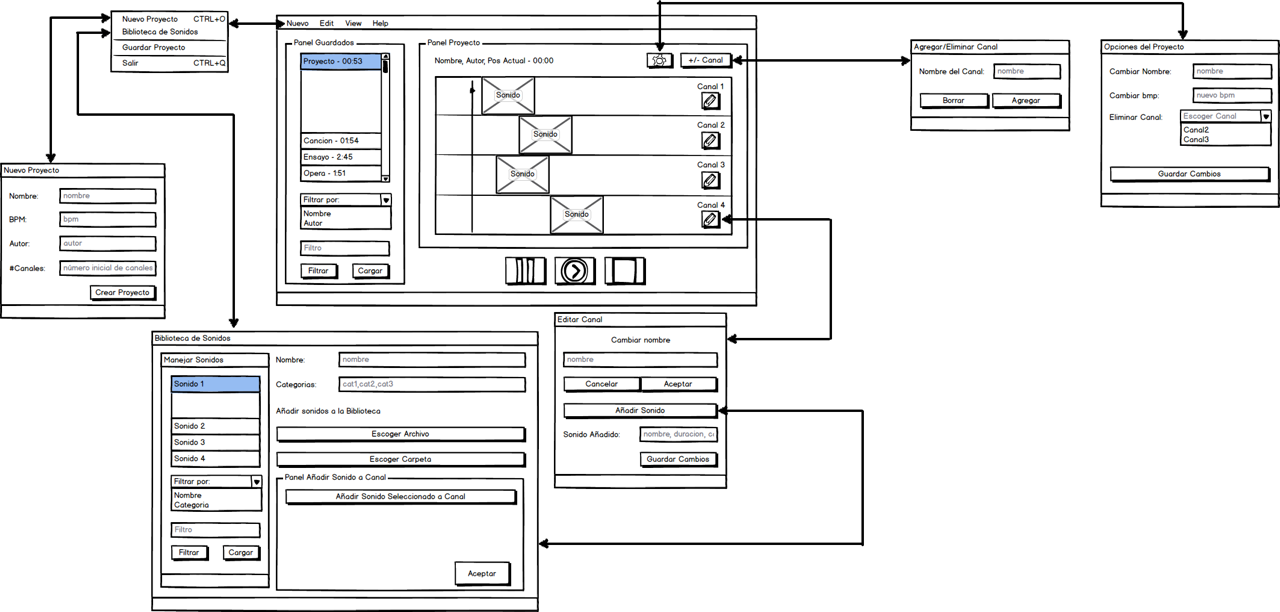 Nuevo Proyecto CTRL+O
Biblioteca de Sonidos
Guardar Proyecto
Salir CTRL+Q
Nuevo Edit View Help
Panel Guardados
Proyecto - 00:53
Cancion - 01:54
Ensayo - 2:45
Opera - 1:51
Filtrar por:
Nombre
Autor
Filtro
Filtrar Cargar
Panel Proyecto
Nombre, Autor, Pos Actual - 00:00
+/- Canal
Sonido
Canal 1
Sonido
Canal 2
Sonido
Canal 3
Sonido
Canal 4
Agregar/Eliminar Canal
Nombre del Canal: nombre
Borrar Agregar
Opciones del Proyecto
Cambiar Nombre: nombre
Cambiar bmp: nuevo bpm
Eliminar Canal: Escoger Canal
Canal2
Canal3
Guardar Cambios
Nuevo Proyecto
Nombre: nombre
BPM: bpm
Autor: autor
#Canales: número inicial de canales
Crear Proyecto
Biblioteca de Sonidos
Manejar Sonidos
Sonido 1
Sonido 2
Sonido 3
Sonido 4
Filtrar por:
Nombre
Categoria
Filtro
Filtrar Cargar
Nombre: nombre
Categorias: cat1,cat2,cat3
Añadir sonidos a la Biblioteca
Escoger Archivo
Escoger Carpeta
Panel Añadir Sonido a Canal
Añadir Sonido Seleccionado a Canal
Aceptar
Editar Canal
Cambiar nombre
nombre
Cancelar Aceptar
Añadir Sonido
Sonido Añadido: nombre, duracion,
Guardar Cambios